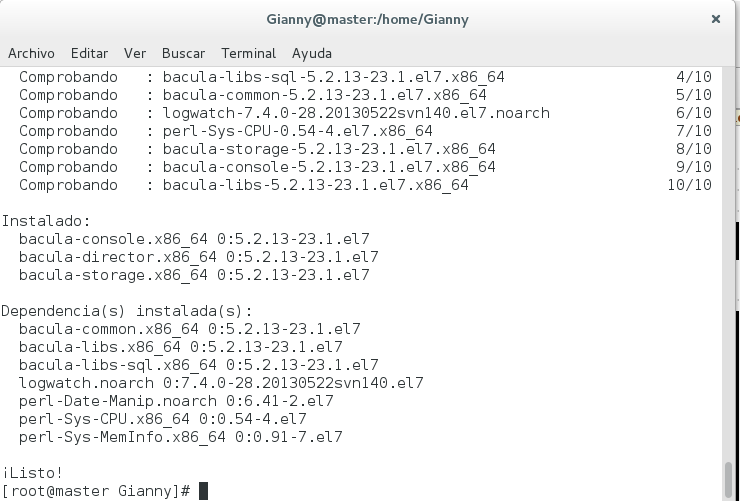 Gianny@master:/home/Gianny ×
Archivo Editar Ver Buscar Terminal Ayuda
Comprobando : bacula-libs-sql-5.2.13-23.1.el7.x86_64 4/10
Comprobando : bacula-common-5.2.13-23.1.el7.x86_64 5/10
Comprobando : logwatch-7.4.0-28.20130522svn140.el7.noarch 6/10
Comprobando : perl-Sys-CPU-0.54-4.el7.x86_64 7/10
Comprobando : bacula-storage-5.2.13-23.1.el7.x86_64 8/10
Comprobando : bacula-console-5.2.13-23.1.el7.x86_64 9/10
Comprobando : bacula-libs-5.2.13-23.1.el7.x86_64 10/10
Instalado:
bacula-console.x86_64 0:5.2.13-23.1.el7
bacula-director.x86_64 0:5.2.13-23.1.el7
bacula-storage.x86_64 0:5.2.13-23.1.el7
Dependencia(s) instalada(s):
bacula-common.x86_64 0:5.2.13-23.1.el7
bacula-libs.x86_64 0:5.2.13-23.1.el7
bacula-libs-sql.x86_64 0:5.2.13-23.1.el7
logwatch.noarch 0:7.4.0-28.20130522svn140.el7
perl-Date-Manip.noarch 0:6.41-2.el7
perl-Sys-CPU.x86_64 0:0.54-4.el7
perl-Sys-MemInfo.x86_64 0:0.91-7.el7
¡Listo!
[root@master Gianny]#